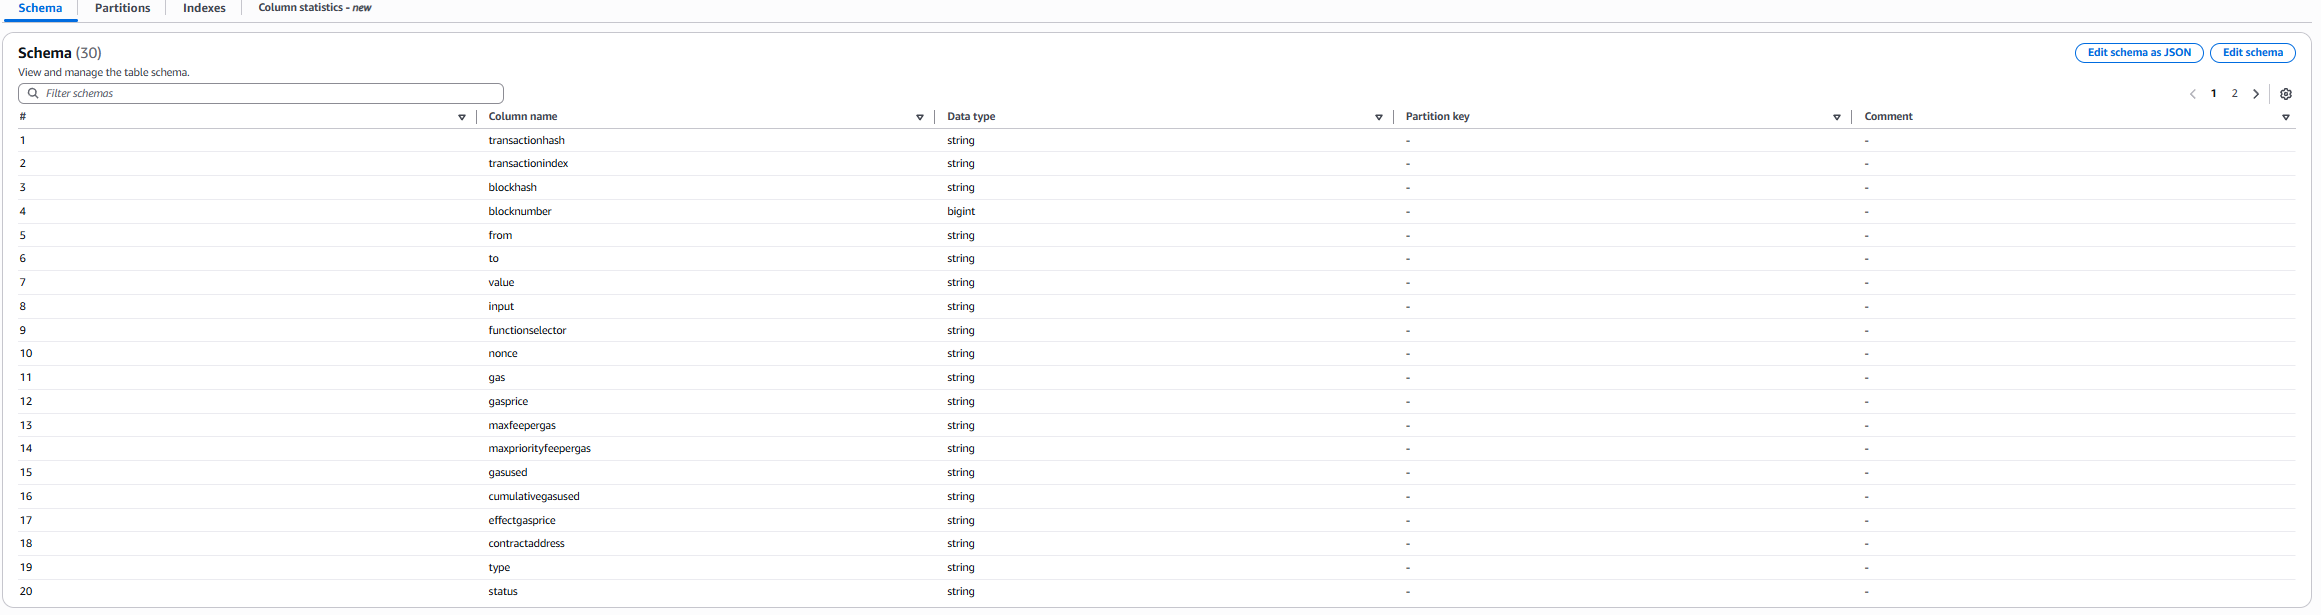 Schema Partitions Indexes Column statistics - new
Schema (30) Edit schema as JSON Edit schema
View and manage the table schema.
Filter schemas 1 2
# Column name Data type Partition key Comment
1 transactionhash string - -
2 transactionindex string - -
3 blockhash string - -
4 blocknumber bigint - -
5 from string - -
6 to string - -
7 value string - -
8 input string - -
9 functionselector string - -
10 nonce string - -
11 gas string - -
12 gasprice string - -
13 maxfeepergas string - -
14 maxpriorityfeepergas string - -
15 gasused string - -
16 cumulativegasused string - -
17 effectgasprice string - -
18 contractaddress string - -
19 type string - -
20 status string - -